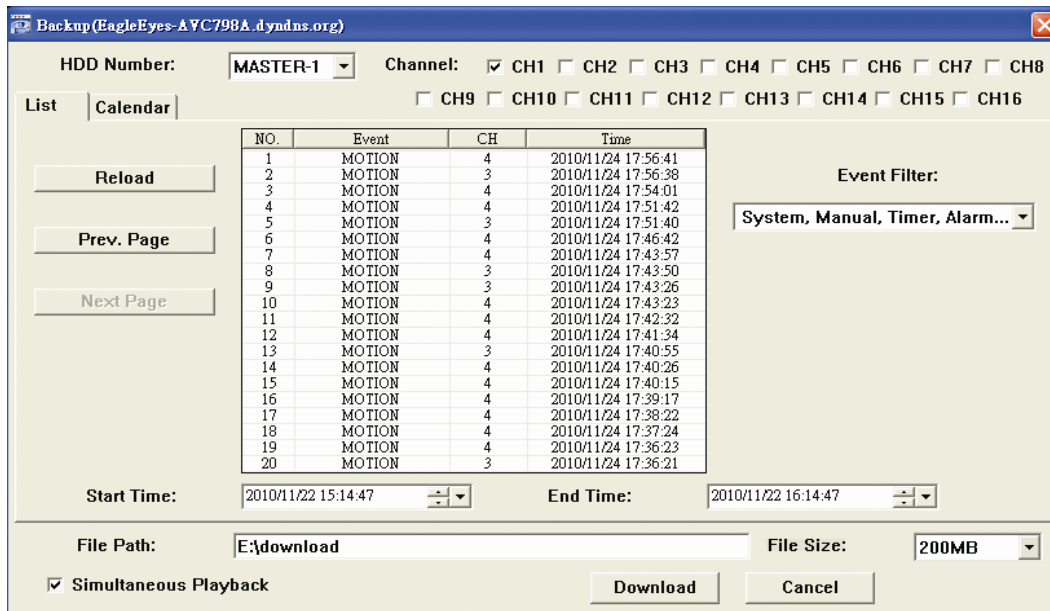 Backup(EagleEyes-AVC798A.dyndns.org)
HDD Number: MASTER-1 Channel: CH1 CH2 CH3 CH4 CH5 CH6 CH7 CH8
CH9 CH10 CH11 CH12 CH13 CH14 CH15 CH16
List Calendar
Reload
Prev. Page
Next Page
NO. Event CH Time
1 MOTION 4 2010/11/24 17:56:41
2 MOTION 3 2010/11/24 17:56:38
3 MOTION 4 2010/11/24 17:54:01
4 MOTION 4 2010/11/24 17:51:42
5 MOTION 3 2010/11/24 17:51:40
6 MOTION 4 2010/11/24 17:46:42
7 MOTION 4 2010/11/24 17:43:57
8 MOTION 3 2010/11/24 17:43:50
9 MOTION 3 2010/11/24 17:43:26
10 MOTION 4 2010/11/24 17:43:23
11 MOTION 4 2010/11/24 17:42:32
12 MOTION 4 2010/11/24 17:41:34
13 MOTION 3 2010/11/24 17:40:55
14 MOTION 4 2010/11/24 17:40:26
15 MOTION 4 2010/11/24 17:40:15
16 MOTION 4 2010/11/24 17:39:17
17 MOTION 4 2010/11/24 17:38:22
18 MOTION 4 2010/11/24 17:37:24
19 MOTION 4 2010/11/24 17:36:23
20 MOTION 3 2010/11/24 17:36:21
Event Filter:
System, Manual, Timer, Alarm...
Start Time: 2010/11/22 15:14:47 End Time: 2010/11/22 16:14:47
File Path: E:\download File Size: 200MB
Simultaneous Playback Download Cancel